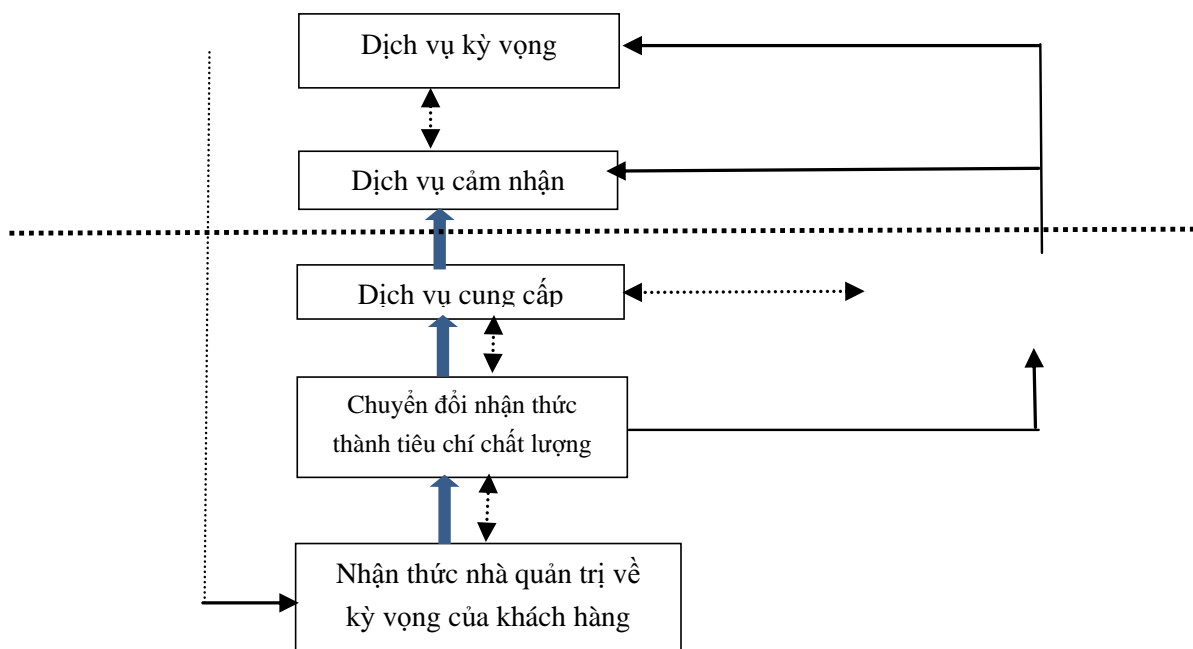 Dịch vụ kỳ vọng
Dịch vụ cảm nhận
Dịch vụ cung cấp
Chuyển đổi nhận thức
thành tiêu chí chất lượng
Nhận thức nhà quản trị về
kỳ vọng của khách hàng